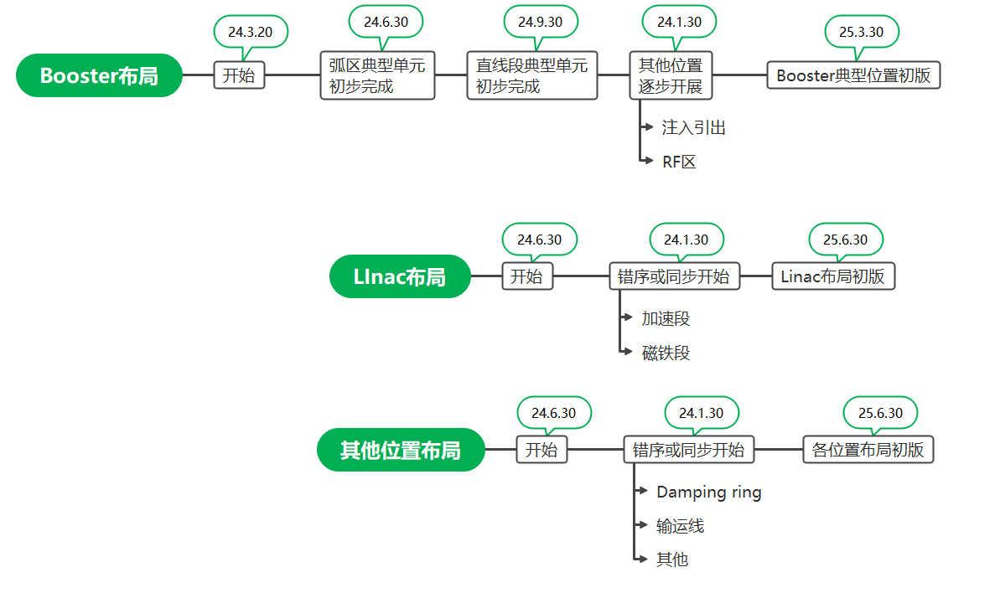 24.3.20
24.6.30
24.9.30
24.1.30
25.3.30
Booster布局
开始
弧区典型单元
初步完成
直线段典型单元
初步完成
其他位置
逐步开展
Booster典型位置初版
注入引出
RF区
24.6.30
24.1.30
25.6.30
LInac布局
开始
错序或同步开始
Linac布局初版
加速段
磁铁段
24.6.30
24.1.30
25.6.30
其他位置布局
开始
错序或同步开始
各位置布局初版
Damping ring
输运线
其他